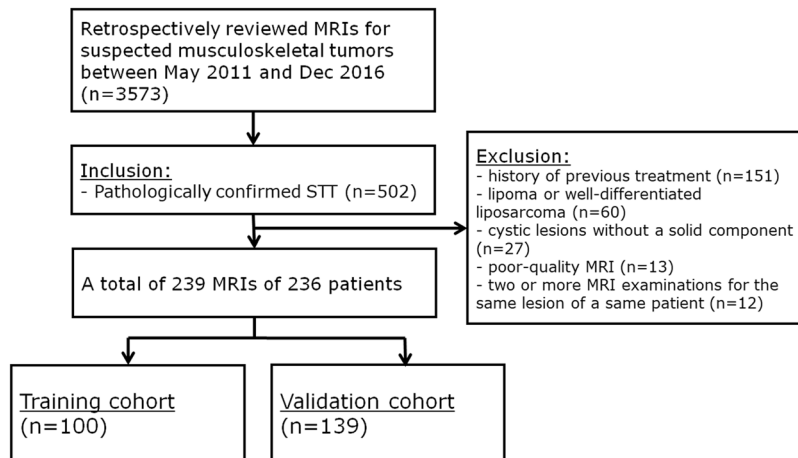 Retrospectively reviewed MRIs for
suspected musculoskeletal tumors
between May 2011 and Dec 2016
(n=3573)
Inclusion:
- Pathologically confirmed STT (n=502)
Exclusion:
- history of previous treatment (n=151)
- lipoma or well-differentiated
liposarcoma (n=60)
- cystic lesions without a solid component
(n=27)
- poor-quality MRI (n=13)
- two or more MRI examinations for the
same lesion of a same patient (n=12)
A total of 239 MRIs of 236 patients
Training cohort
(n=100)
Validation cohort
(n=139)